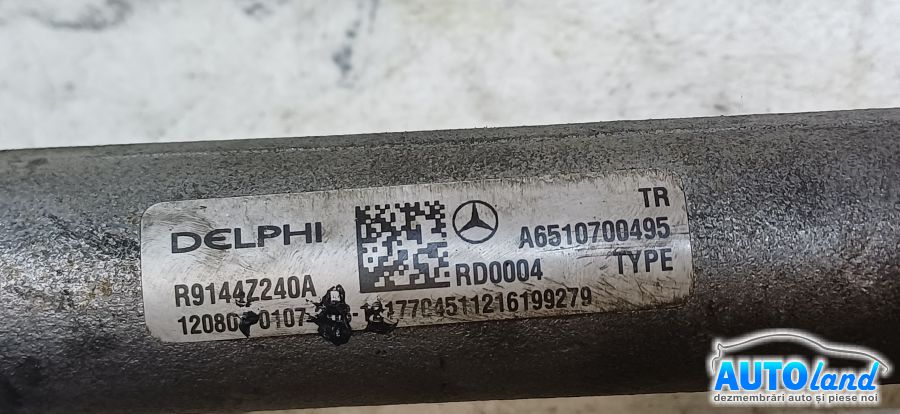 TR
DELPHI
A6510700495
R9144Z240A
RD0004
TYPE
AUTOland
dezmembrări auto și piese noi